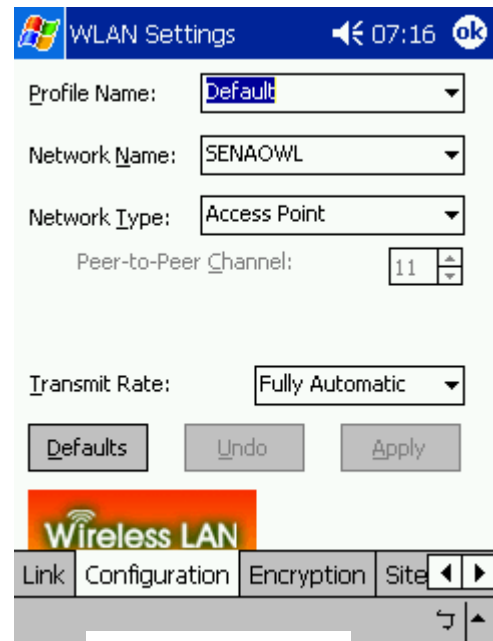 WLAN Settings 07:16 ok
Profile Name: Default
Network Name: SENAOWL
Network Type: Access Point
Peer-to-Peer Channel: 11
Transmit Rate: Fully Automatic
Defaults Undo Apply
Wireless LAN
Link Configuration Encryption Site